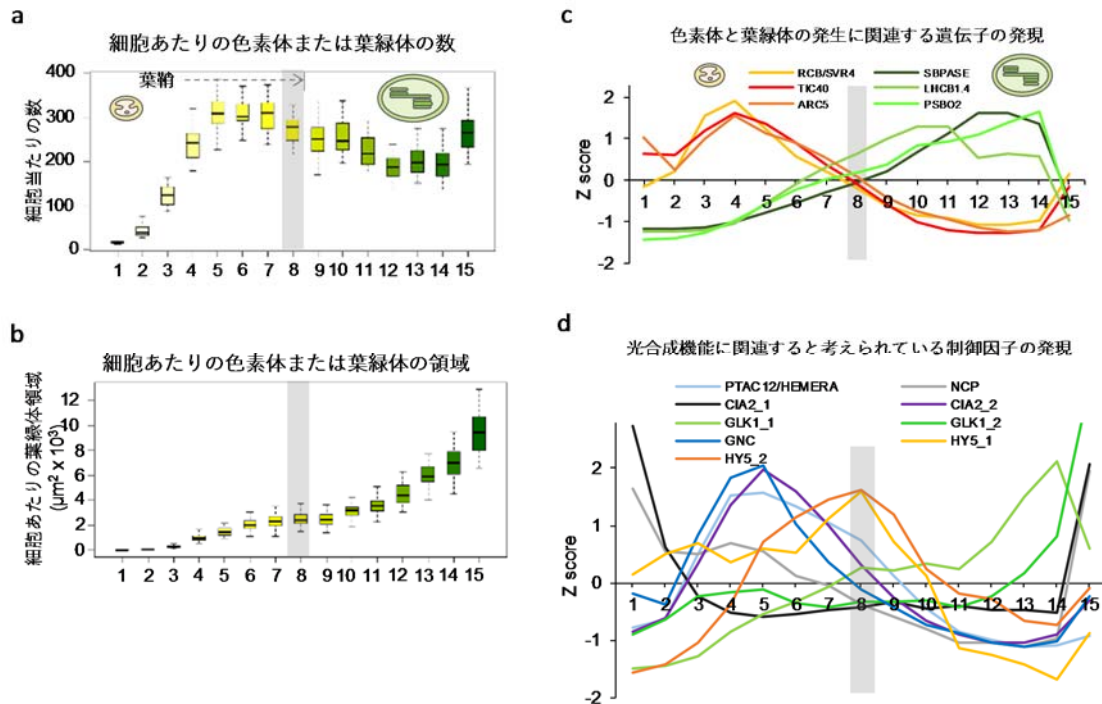 a
細胞あたりの色素体または葉緑体の数
細胞当たりの数
400
300
200
100
0
葉鞘
1 2 3 4 5 6 7 8 9 10 11 12 13 14 15
b
細胞あたりの色素体または葉緑体の領域
細胞あたりの葉緑体領域
(µm² x 10³)
12
10
8
6
4
2
0
1 2 3 4 5 6 7 8 9 10 11 12 13 14 15
c
色素体と葉緑体の発生に関連する遺伝子の発現
RCB/SVR4 SBPASE
TIC40 LHCB1.4
ARC5 PSBO2
Z score
2
1
0
-1
-2
1 2 3 4 5 6 7 8 9 10 11 12 13 14 15
d
光合成機能に関連すると考えられている制御因子の発現
PTAC12/HEMERA NCP
CIA2_1 CIA2_2
GLK1_1 GLK1_2
GNC HY5_1
HY5_2
Z score
2
1
0
-1
-2
1 2 3 4 5 6 7 8 9 10 11 12 13 14 15